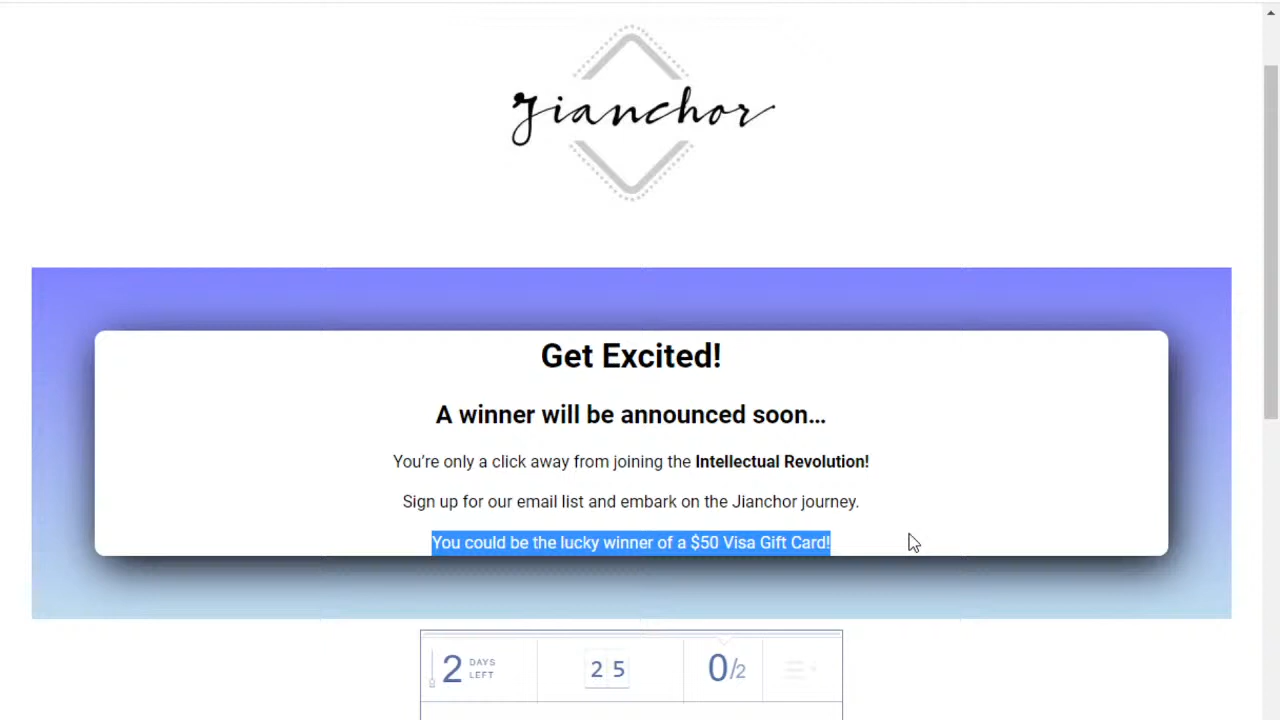 Jianchor
Get Excited!
A winner will be announced soon…
You’re only a click away from joining the Intellectual Revolution!
Sign up for our email list and embark on the Jianchor journey.
You could be the lucky winner of a $50 Visa Gift Card!
2 DAYS LEFT 25 0/2